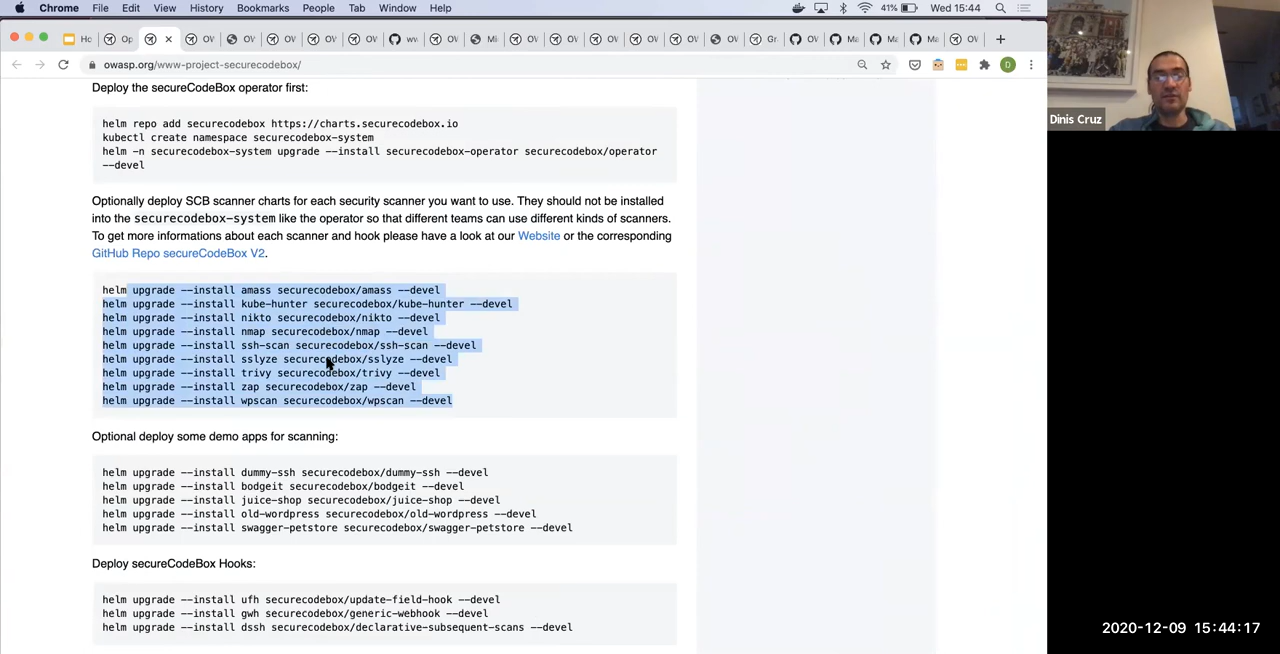 Chrome File Edit View History Bookmarks People Tab Window Help 41% Wed 15:44
owasp.org/www-project-securecodebox/
Deploy the secureCodeBox operator first:
helm repo add securecodebox https://charts.securecodebox.io
kubectl create namespace securecodebox-system
helm -n securecodebox-system upgrade --install securecodebox-operator securecodebox/operator
--devel
Optionally deploy SCB scanner charts for each security scanner you want to use. They should not be installed
into the securecodebox-system like the operator so that different teams can use different kinds of scanners.
To get more informations about each scanner and hook please have a look at our Website or the corresponding
GitHub Repo secureCodeBox V2.
helm upgrade --install amass securecodebox/amass --devel
helm upgrade --install kube-hunter securecodebox/kube-hunter --devel
helm upgrade --install nikto securecodebox/nikto --devel
helm upgrade --install nmap securecodebox/nmap --devel
helm upgrade --install ssh-scan securecodebox/ssh-scan --devel
helm upgrade --install sslyze securecodebox/sslyze --devel
helm upgrade --install trivy securecodebox/trivy --devel
helm upgrade --install zap securecodebox/zap --devel
helm upgrade --install wpscan securecodebox/wpscan --devel
Optional deploy some demo apps for scanning:
helm upgrade --install dummy-ssh securecodebox/dummy-ssh --devel
helm upgrade --install bodgeit securecodebox/bodgeit --devel
helm upgrade --install juice-shop securecodebox/juice-shop --devel
helm upgrade --install old-wordpress securecodebox/old-wordpress --devel
helm upgrade --install swagger-petstore securecodebox/swagger-petstore --devel
Deploy secureCodeBox Hooks:
helm upgrade --install ufh securecodebox/update-field-hook --devel
helm upgrade --install gwh securecodebox/generic-webhook --devel
helm upgrade --install dssh securecodebox/declarative-subsequent-scans --devel
Dinis Cruz
2020-12-09 15:44:17